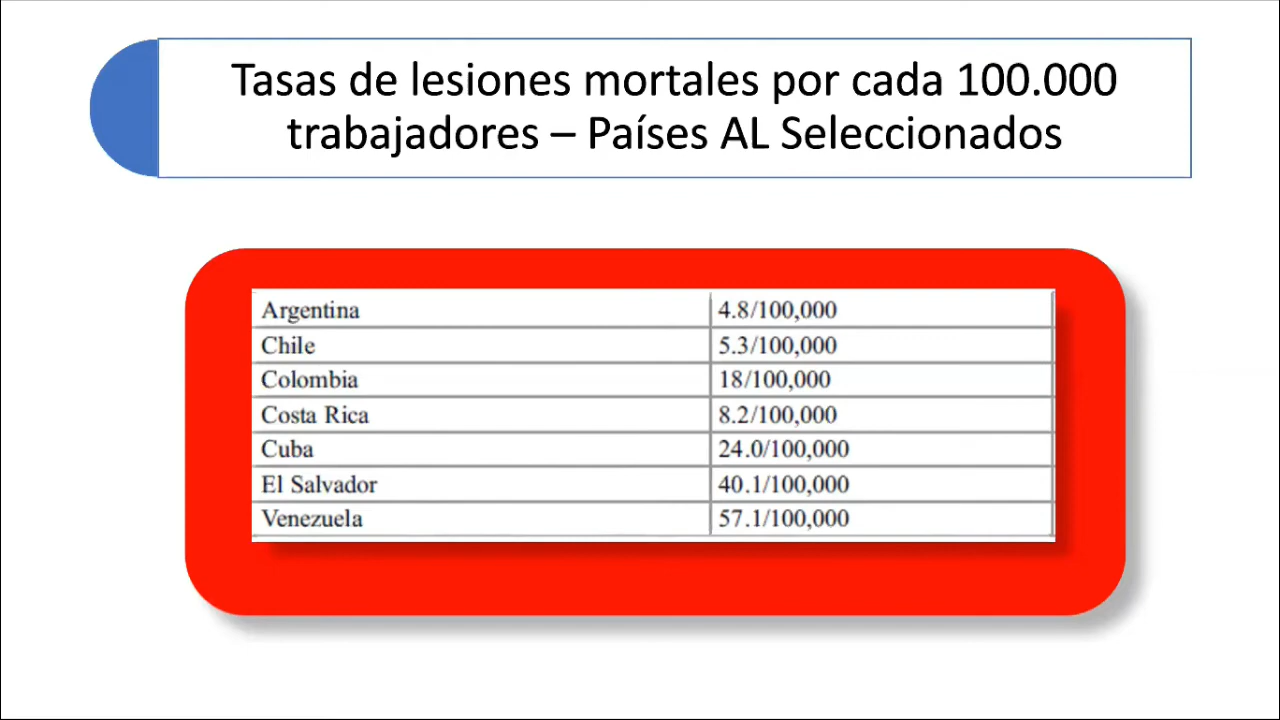 Tasas de lesiones mortales por cada 100.000
trabajadores – Países AL Seleccionados
Argentina 4.8/100,000
Chile 5.3/100,000
Colombia 18/100,000
Costa Rica 8.2/100,000
Cuba 24.0/100,000
El Salvador 40.1/100,000
Venezuela 57.1/100,000